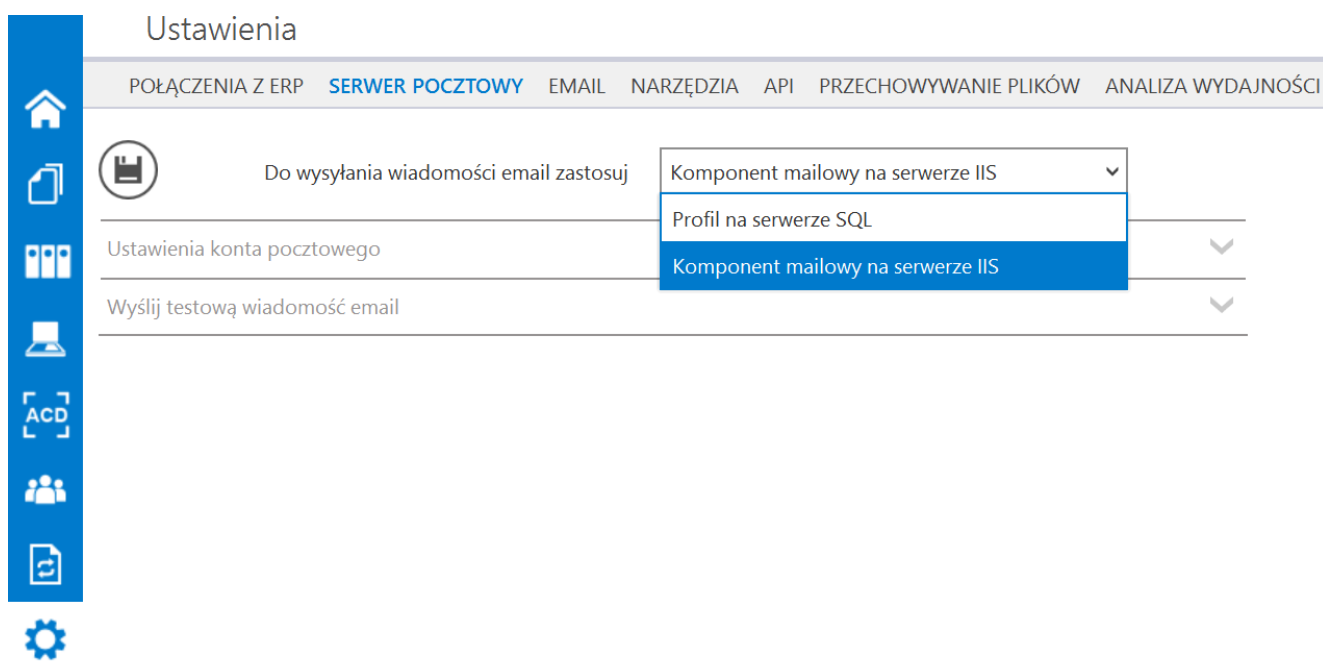 Ustawienia
POŁĄCZENIA Z ERP SERWER POCZTOWY EMAIL NARZĘDZIA API PRZECHOWYWANIE PLIKÓW ANALIZA WYDAJNOŚCI
Do wysyłania wiadomości email zastosuj Komponent mailowy na serwerze IIS
Profil na serwerze SQL
Ustawienia konta pocztowego
Komponent mailowy na serwerze IIS
Wyślij testową wiadomość email
ACD